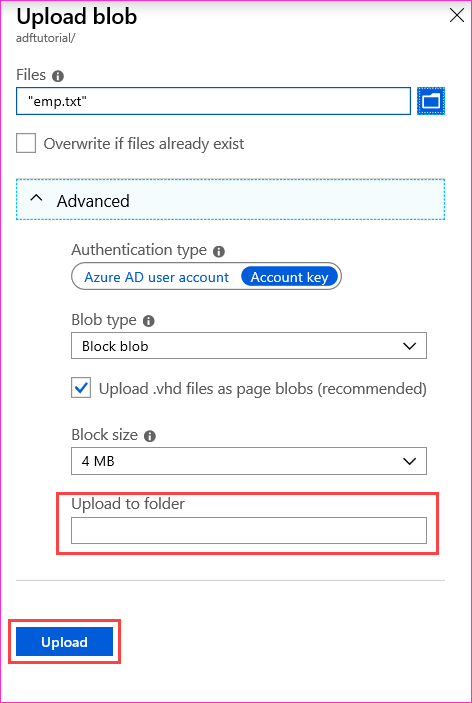 Upload blob
adftutorial/
Files
"emp.txt"
Overwrite if files already exist
Advanced
Authentication type
Azure AD user account Account key
Blob type
Block blob
Upload .vhd files as page blobs (recommended)
Block size
4 MB
Upload to folder
Upload